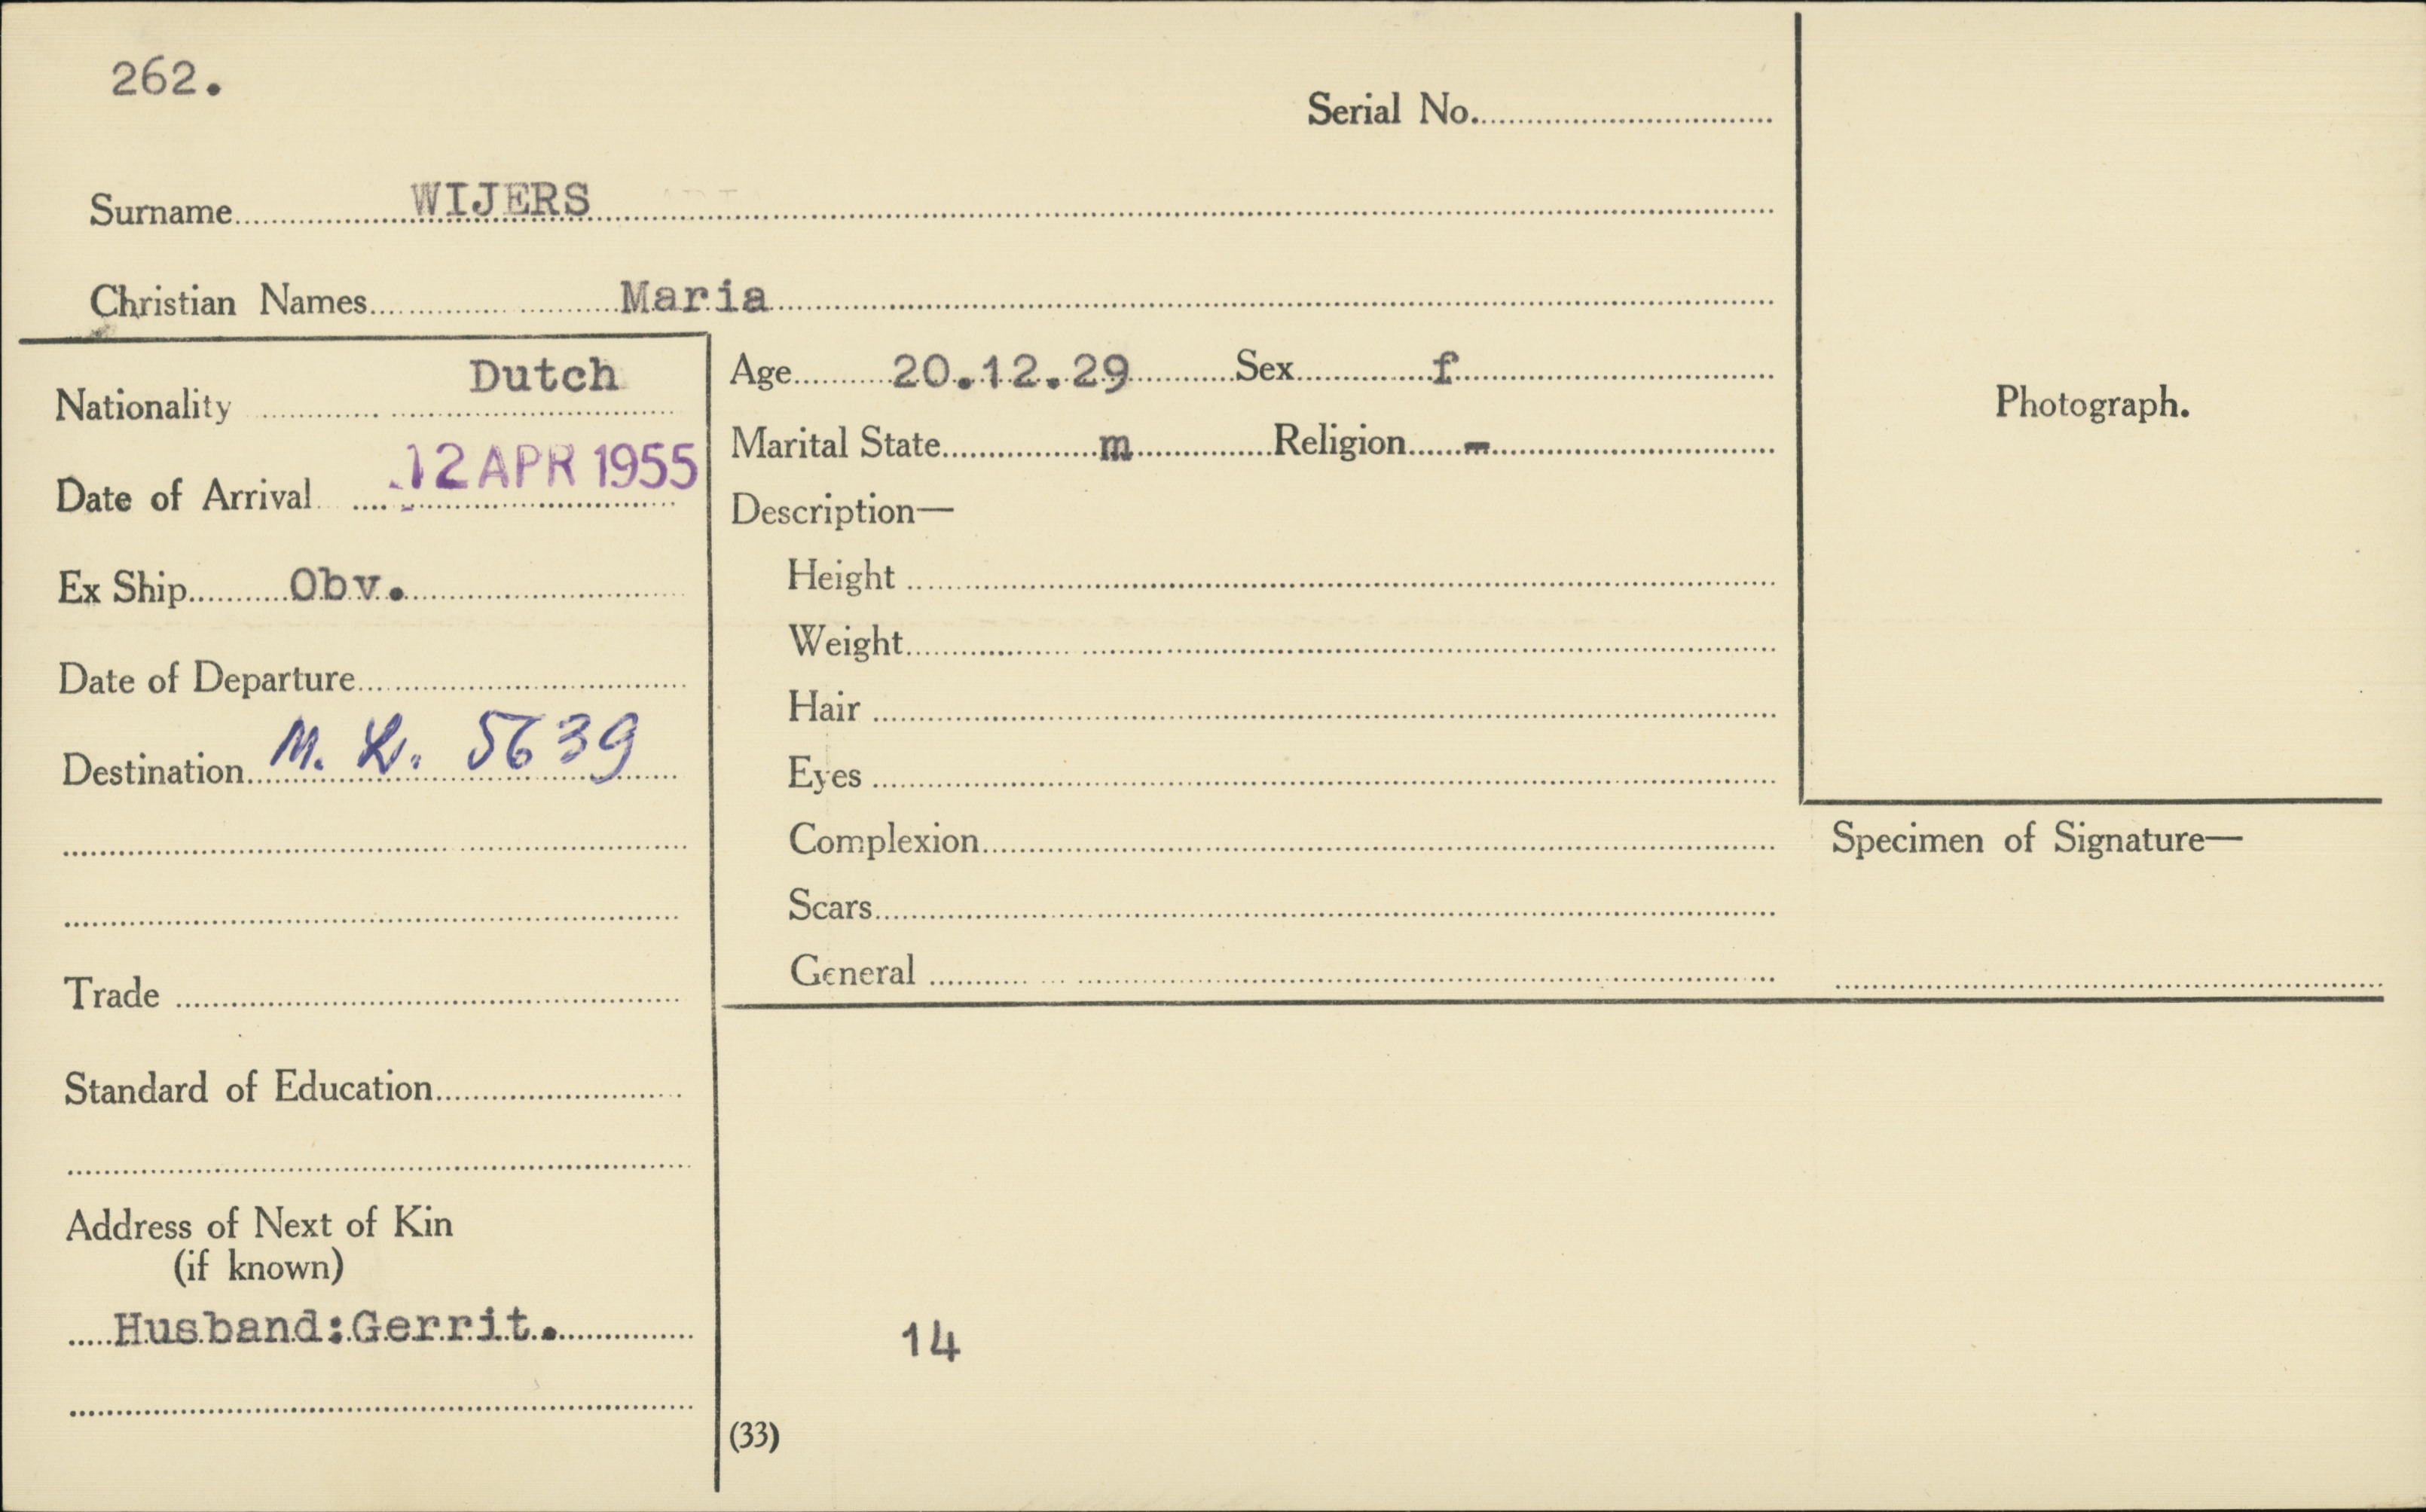 262.
Serial No.
Surname WIJERS
Christian Names Maria
Nationality Dutch
Date of Arrival 12 APR 1955
Ex Ship Obv.
Date of Departure
Destination M. L. 5639
Trade
Standard of Education
Address of Next of Kin
(if known)
Husband:Gerrit.
Age 20.12.29 Sex f
Marital State m Religion -
Description—
Height
Weight
Hair
Eyes
Complexion
Scars
General
14
(33)
Photograph.
Specimen of Signature—